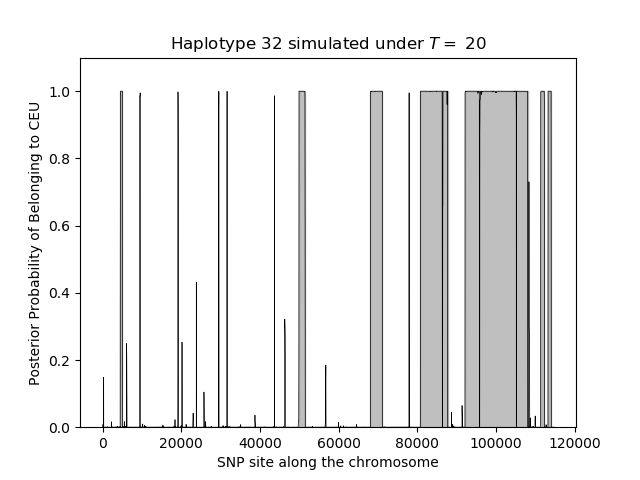 Haplotype 32 simulated under T = 20
Posterior Probability of Belonging to CEU
1.0
0.8
0.6
0.4
0.2
0.0
0 20000 40000 60000 80000 100000 120000
SNP site along the chromosome